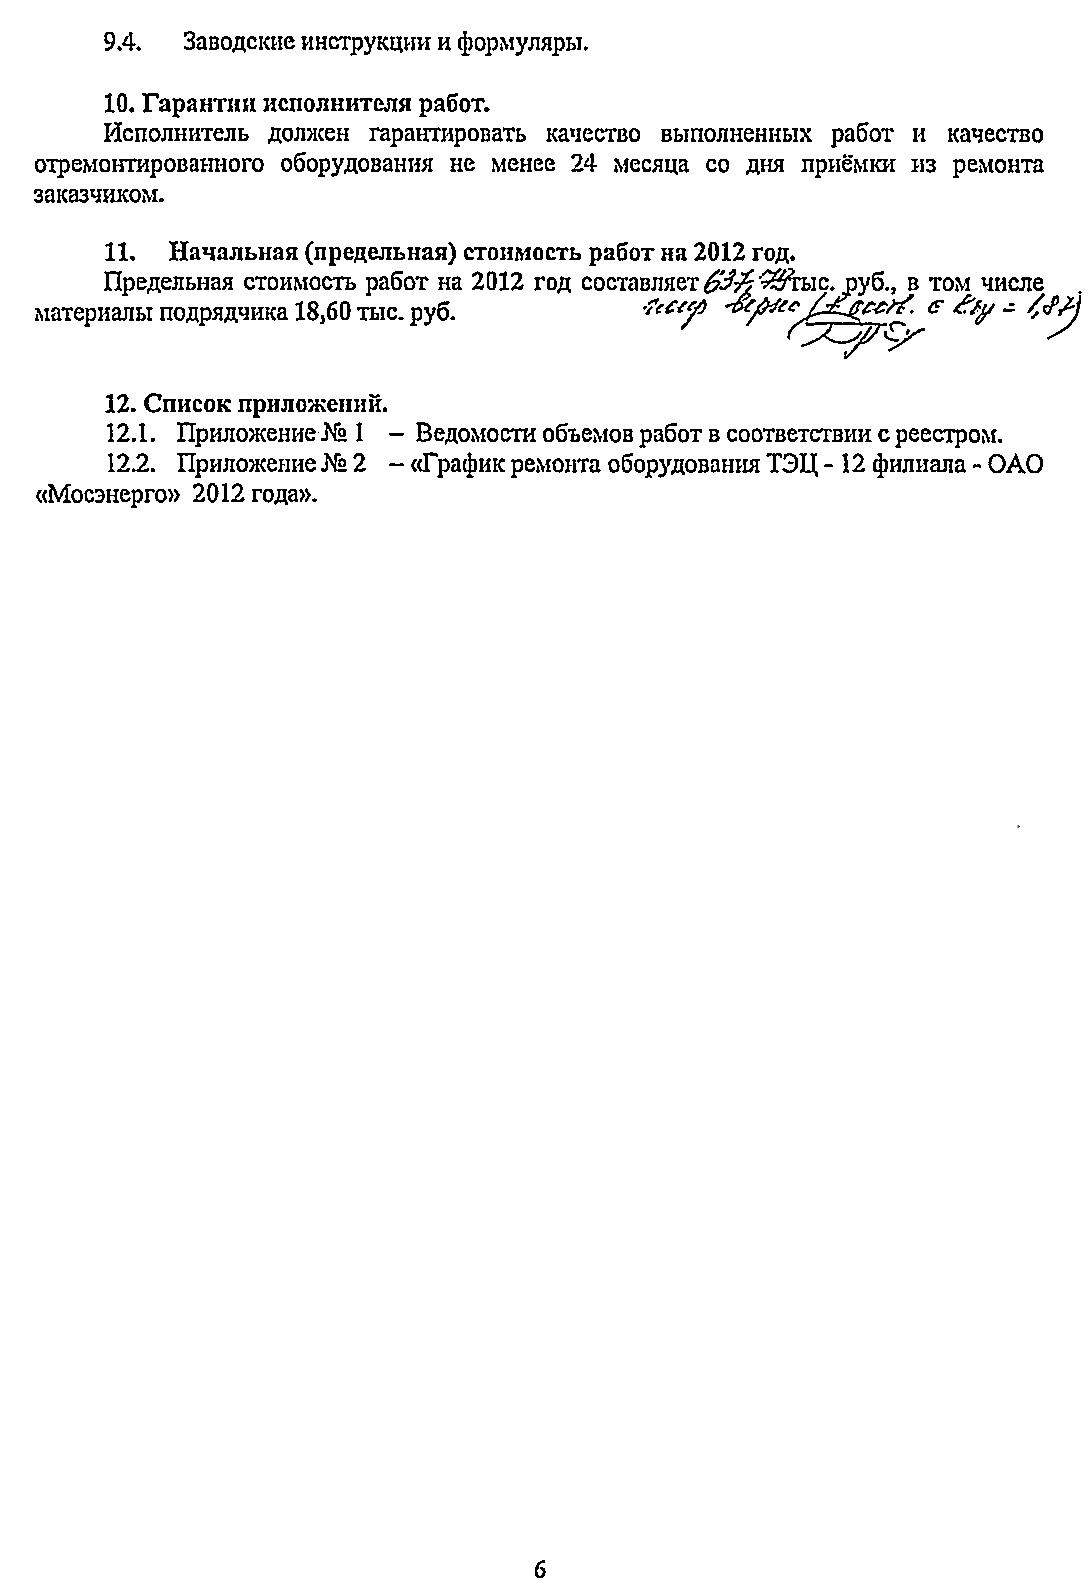 9.4. Заводские инструкции и формуляры.
10. Гарантии исполнителя работ.
Исполнитель должен гарантировать качество выполненных работ и качество
отремонтированного оборудования не менее 24 месяца со дня приёмки из ремонта
заказчиком.
11. Начальная (предельная) стоимость работ на 2012 год.
Предельная стоимость работ на 2012 год составляет тыс. руб., в том числе
материалы подрядчика 18,60 тыс. руб.
12. Список приложений.
12.1. Приложение № 1 – Ведомости объемов работ в соответствии с реестром.
12.2. Приложение № 2 – «График ремонта оборудования ТЭЦ - 12 филиала - ОАО
«Мосэнерго» 2012 года».
6